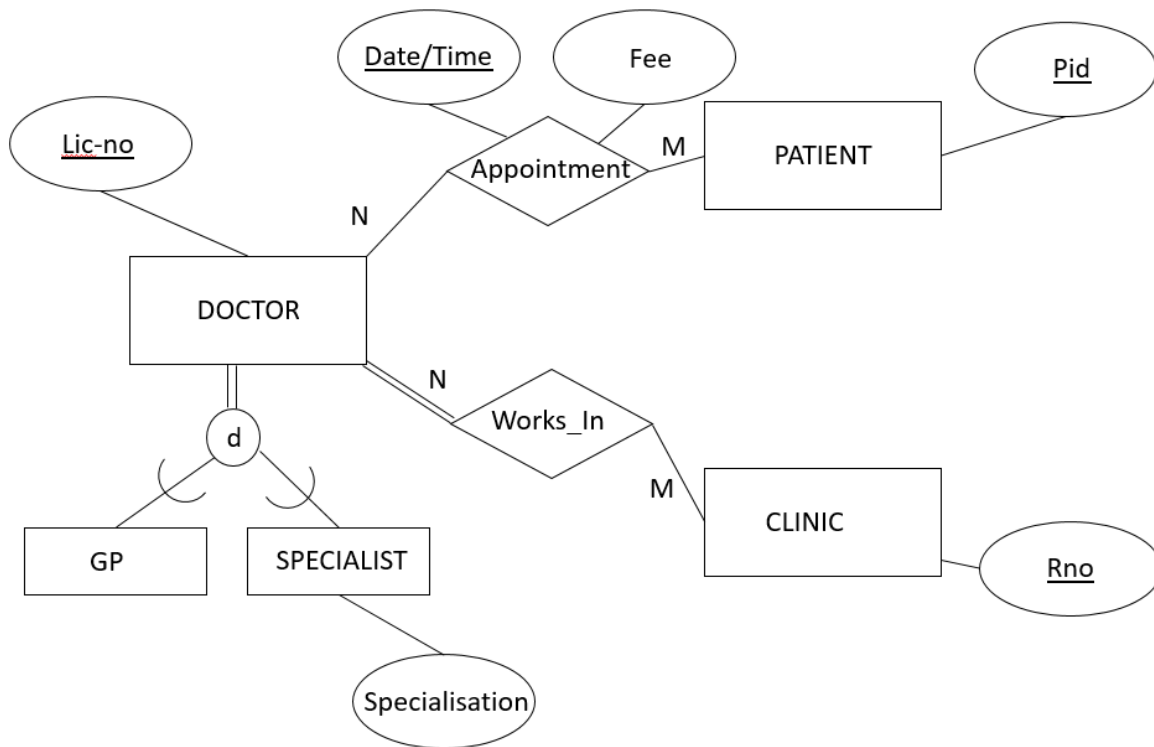 Date/Time
Fee
Pid
Lic-no
Appointment
M
PATIENT
N
DOCTOR
N
Works_In
d
M
CLINIC
GP
SPECIALIST
Rno
Specialisation